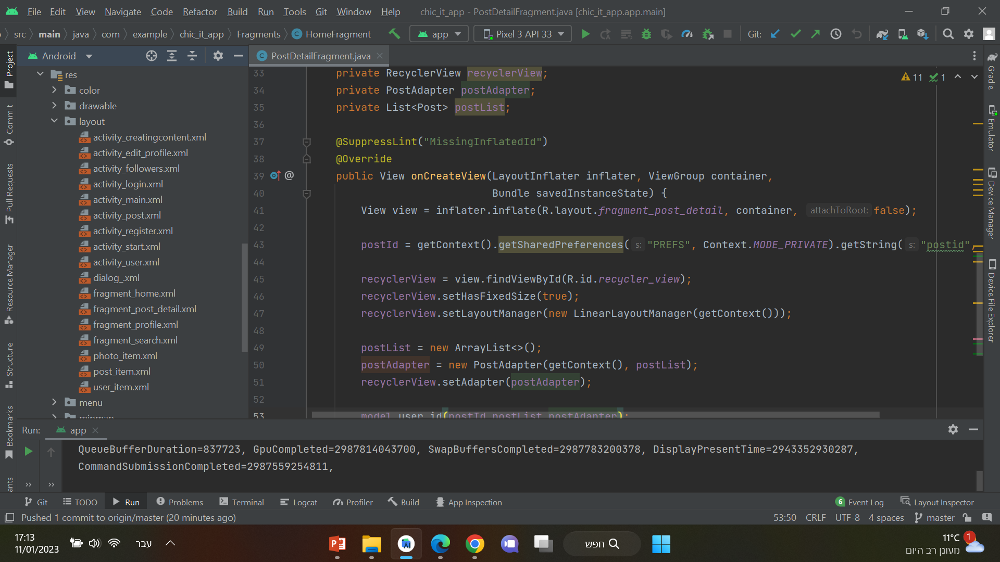 File Edit View Navigate Code Refactor Build Run Tools Git Window Help chic_it_app - PostDetailFragment.java [chic_it_app.app.main]
src main java com example chic_it_app Fragments HomeFragment app Pixel 3 API 33 Git:
Android PostDetailFragment.java
Project
Commit
Pull Requests
Resource Manager
Structure
Bookmarks
res
color
drawable
layout
activity_creatingcontent.xml
activity_edit_profile.xml
activity_followers.xml
activity_login.xml
activity_main.xml
activity_post.xml
activity_register.xml
activity_start.xml
activity_user.xml
dialog_.xml
fragment_home.xml
fragment_post_detail.xml
fragment_profile.xml
fragment_search.xml
photo_item.xml
post_item.xml
user_item.xml
menu
mipmap
11 1
33 private RecyclerView recyclerView;
34 private PostAdapter postAdapter;
35 private List<Post> postList;
36
37 @SuppressLint("MissingInflatedId")
38 @Override
39 @ public View onCreateView(LayoutInflater inflater, ViewGroup container,
40 Bundle savedInstanceState) {
41 View view = inflater.inflate(R.layout.fragment_post_detail, container, attachToRoot: false);
42
43 postId = getContext().getSharedPreferences( s: "PREFS", Context.MODE_PRIVATE).getString( s: "postid",
44
45 recyclerView = view.findViewById(R.id.recycler_view);
46 recyclerView.setHasFixedSize(true);
47 recyclerView.setLayoutManager(new LinearLayoutManager(getContext()));
48
49 postList = new ArrayList<>();
50 postAdapter = new PostAdapter(getContext(), postList);
51 recyclerView.setAdapter(postAdapter);
52
53 model.user_id(postId,postList,postAdapter);
Gradle
Emulator
Device Manager
Device File Explorer
Run: app
QueueBufferDuration=837723, GpuCompleted=2987814043700, SwapBuffersCompleted=2987783200378, DisplayPresentTime=2943352930287,
CommandSubmissionCompleted=2987559254811,
ants
Git TODO Run Problems Terminal Logcat Profiler Build App Inspection 6 Event Log Layout Inspector
Pushed 1 commit to origin/master (20 minutes ago) 53:50 CRLF UTF-8 4 spaces master
17:13
11/01/2023
עבר
חפש
11°C
1
מעונן רב היום